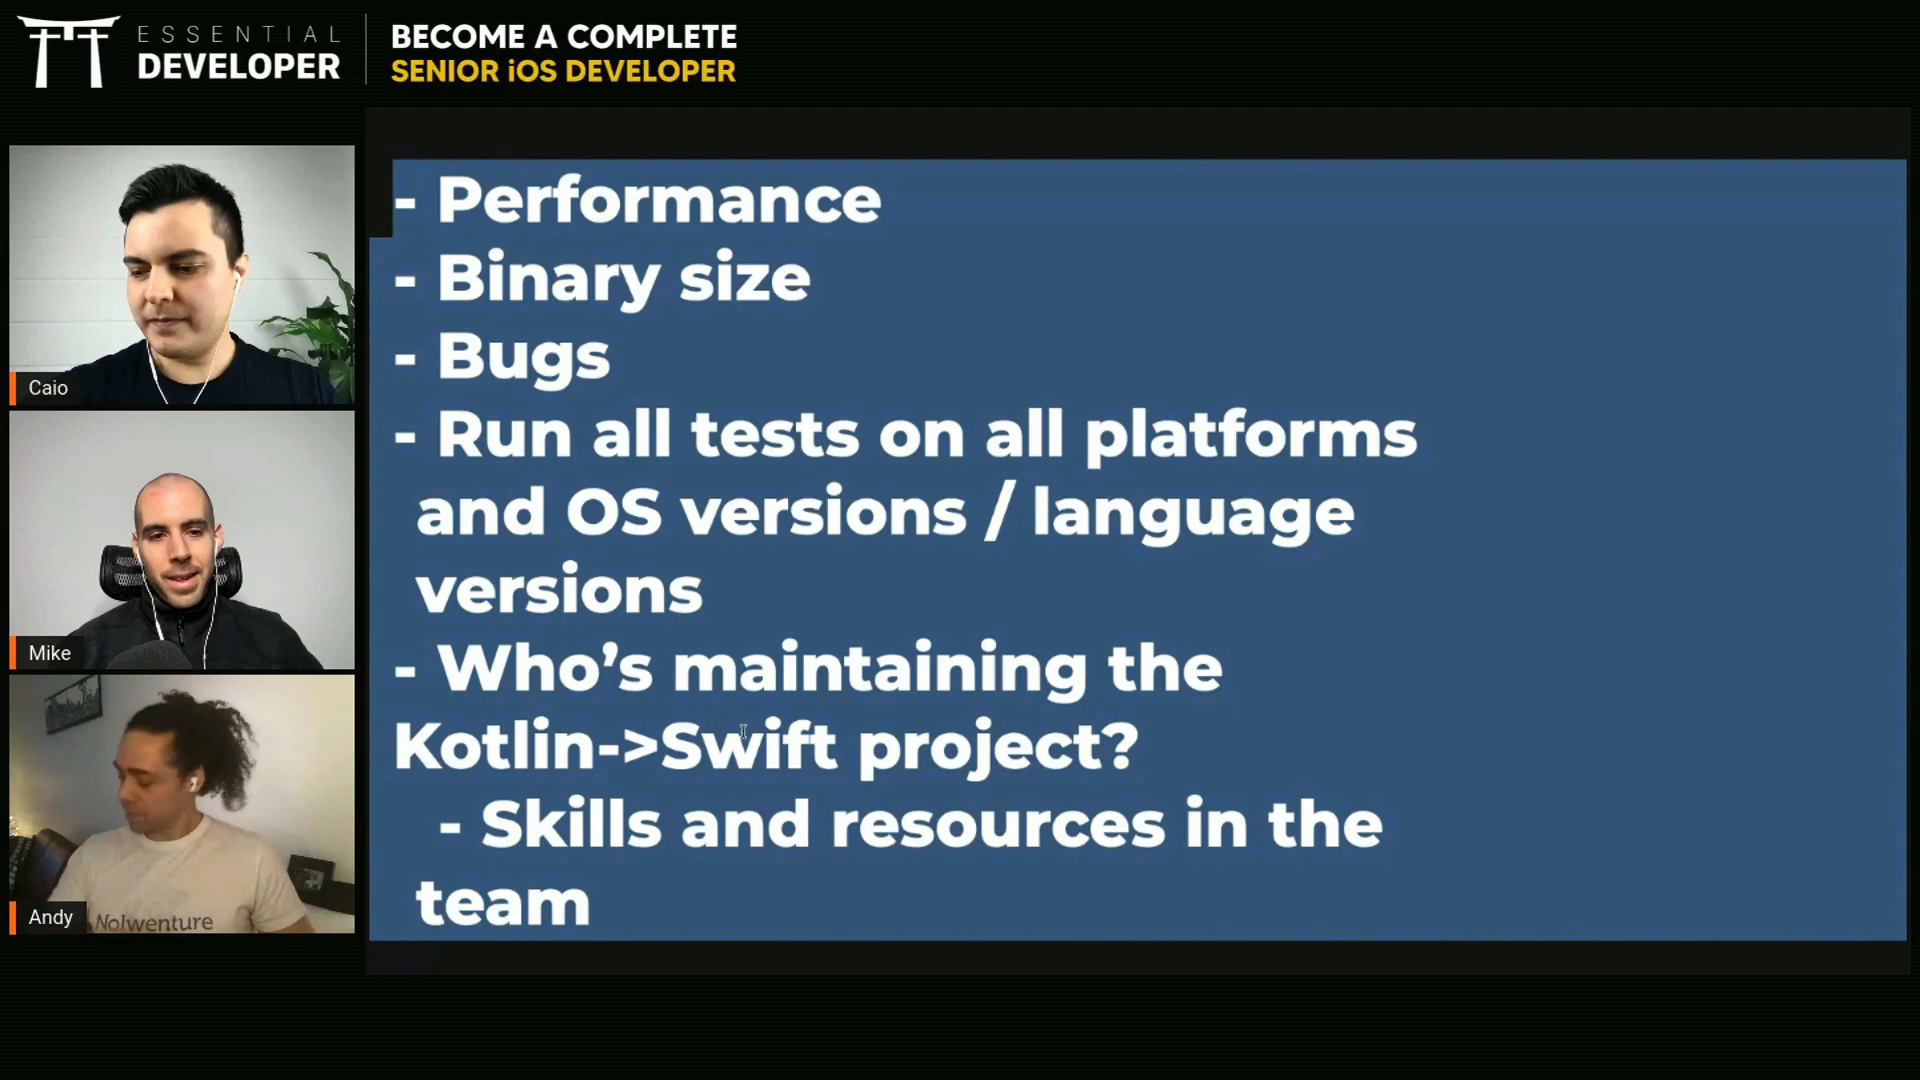 ESSENTIAL
DEVELOPER
BECOME A COMPLETE
SENIOR iOS DEVELOPER
Caio
Mike
Andy
Nolwenture
- Performance
- Binary size
- Bugs
- Run all tests on all platforms
and OS versions / language
versions
- Who’s maintaining the
Kotlin->Swift project?
- Skills and resources in the
team